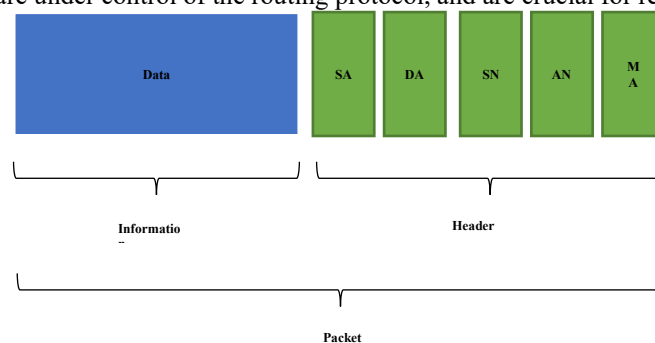 are under control of the routing protocol, and are crucial for re
Data SA DA SN AN M
A
Informatio
Header
Packet